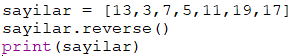 sayilar = [13,3,7,5,11,19,17]
sayilar.reverse()
print(sayilar)